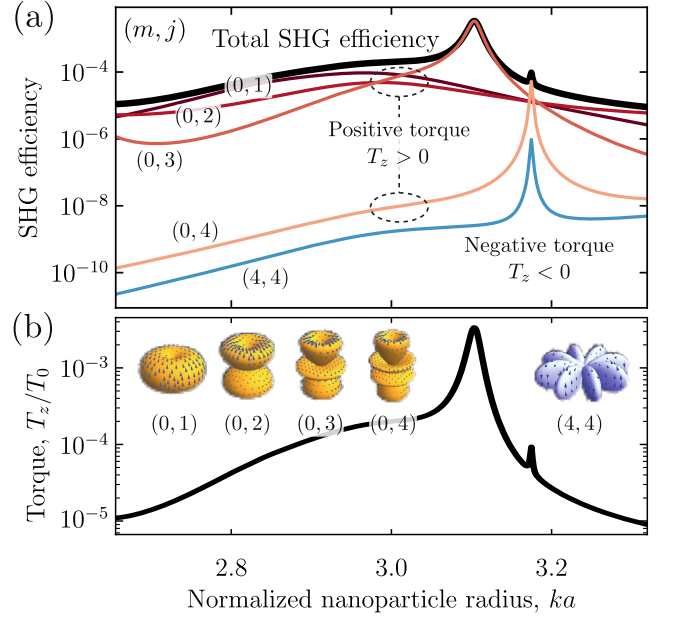 (a)
(m, j)
Total SHG efficiency
SHG efficiency
10⁻⁴
10⁻⁶
10⁻⁸
10⁻¹⁰
(0, 1)
(0, 2)
(0, 3)
Positive torque
T_z > 0
(0, 4)
(4, 4)
Negative torque
T_z < 0
(b)
Torque, T_z/T_0
10⁻³
10⁻⁴
10⁻⁵
(0, 1) (0, 2) (0, 3) (0, 4) (4, 4)
2.8 3.0 3.2
Normalized nanoparticle radius, ka